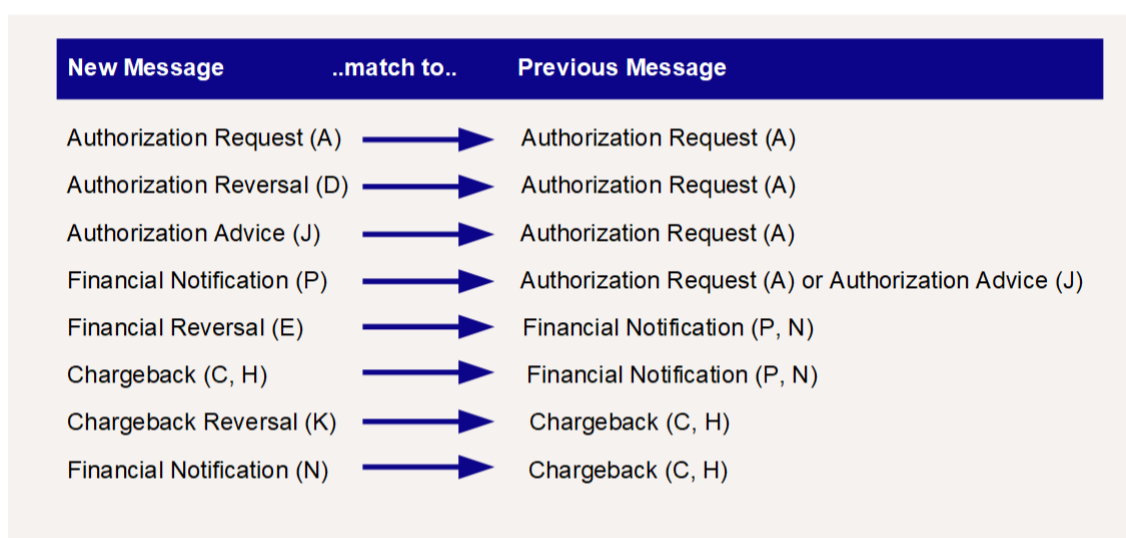 New Message ..match to.. Previous Message
Authorization Request (A) Authorization Request (A)
Authorization Reversal (D) Authorization Request (A)
Authorization Advice (J) Authorization Request (A)
Financial Notification (P) Authorization Request (A) or Authorization Advice (J)
Financial Reversal (E) Financial Notification (P, N)
Chargeback (C, H) Financial Notification (P, N)
Chargeback Reversal (K) Chargeback (C, H)
Financial Notification (N) Chargeback (C, H)